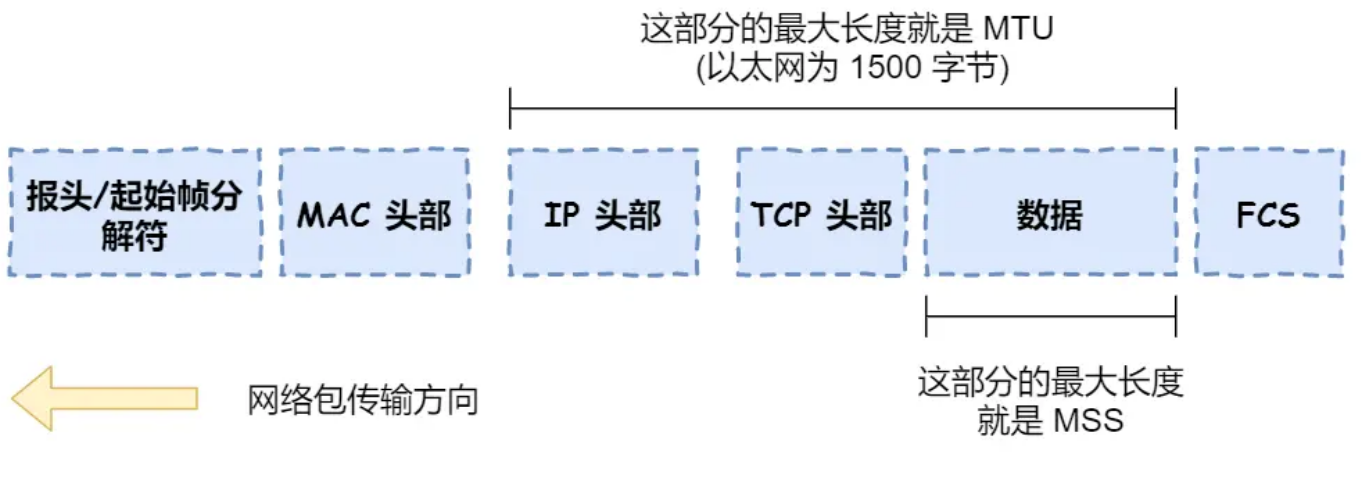 这部分的最大长度就是 MTU
(以太网为 1500 字节)
报头/起始帧分
解符
MAC 头部
IP 头部
TCP 头部
数据
FCS
网络包传输方向
这部分的最大长度
就是 MSS